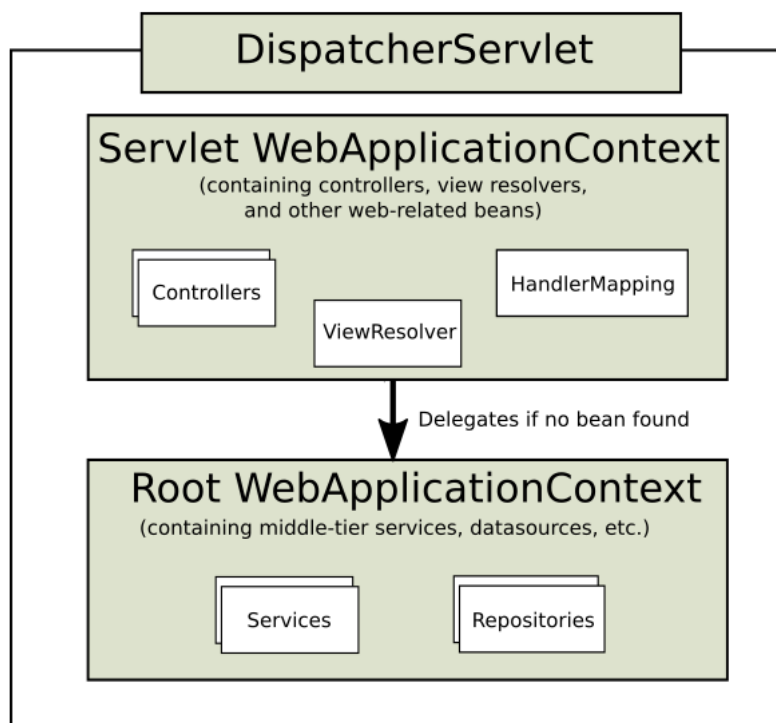 DispatcherServlet
Servlet WebApplicationContext
(containing controllers, view resolvers,
and other web-related beans)
Controllers
HandlerMapping
ViewResolver
Delegates if no bean found
Root WebApplicationContext
(containing middle-tier services, datasources, etc.)
Services
Repositories